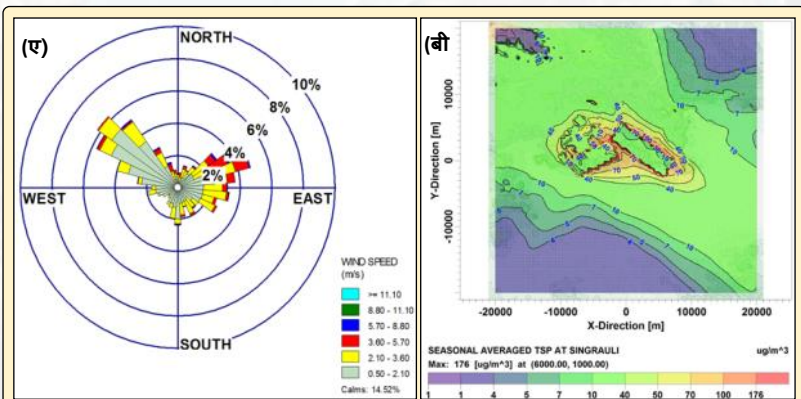 (ए)
NORTH
10%
8%
6%
4%
2%
WEST
EAST
SOUTH
WIND SPEED
(m/s)
>= 11.10
8.80 - 11.10
5.70 - 8.80
3.60 - 5.70
2.10 - 3.60
0.50 - 2.10
Calms: 14.52%
(बी
Y-Direction [m]
10000
0
-10000
-20000 -10000 0 10000 20000
X-Direction [m]
SEASONAL AVERAGED TSP AT SINGRAULI ug/m^3
Max: 176 [ug/m^3] at (6000.00, 1000.00)
1 1 4 5 7 10 40 50 70 100 176